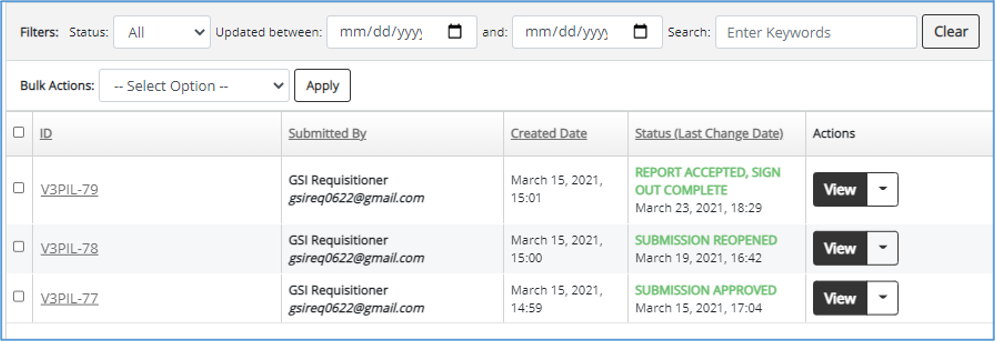 Filters: Status: All Updated between: mm/dd/yyyy and: mm/dd/yyyy Search: Enter Keywords Clear
Bulk Actions: -- Select Option -- Apply
ID Submitted By Created Date Status (Last Change Date) Actions
V3PIL-79
GSI Requisitioner
gsireq0622@gmail.com
March 15, 2021,
15:01
REPORT ACCEPTED, SIGN
OUT COMPLETE
March 23, 2021, 18:29
View
V3PIL-78
GSI Requisitioner
gsireq0622@gmail.com
March 15, 2021,
15:00
SUBMISSION REOPENED
March 19, 2021, 16:42
View
V3PIL-77
GSI Requisitioner
gsireq0622@gmail.com
March 15, 2021,
14:59
SUBMISSION APPROVED
March 15, 2021, 17:04
View